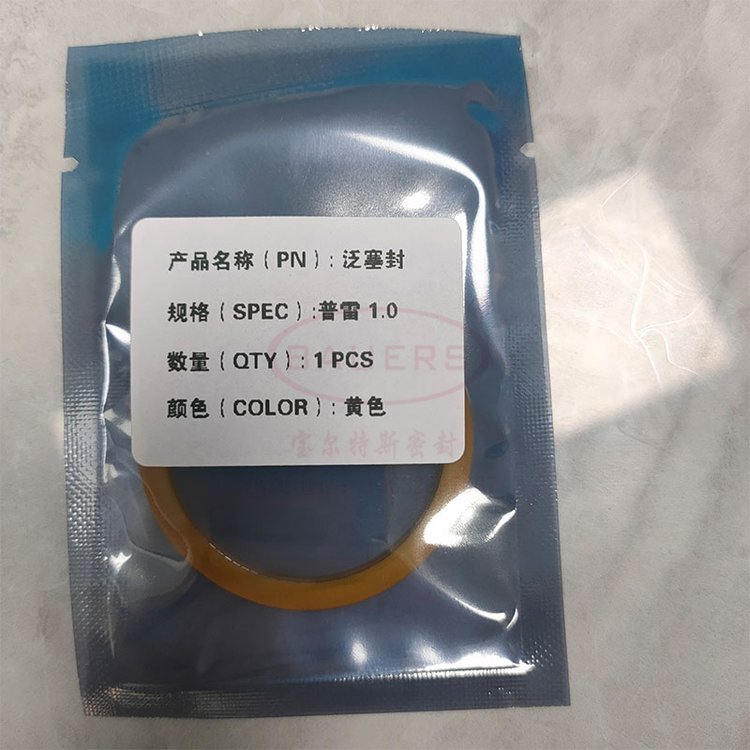 产品名称（PN）: 泛塞封
规格（SPEC）:普雷 1.0
BAUERS
数量（QTY）: 1 PCS
颜色（COLOR）: 黄色
宝尔特斯密封